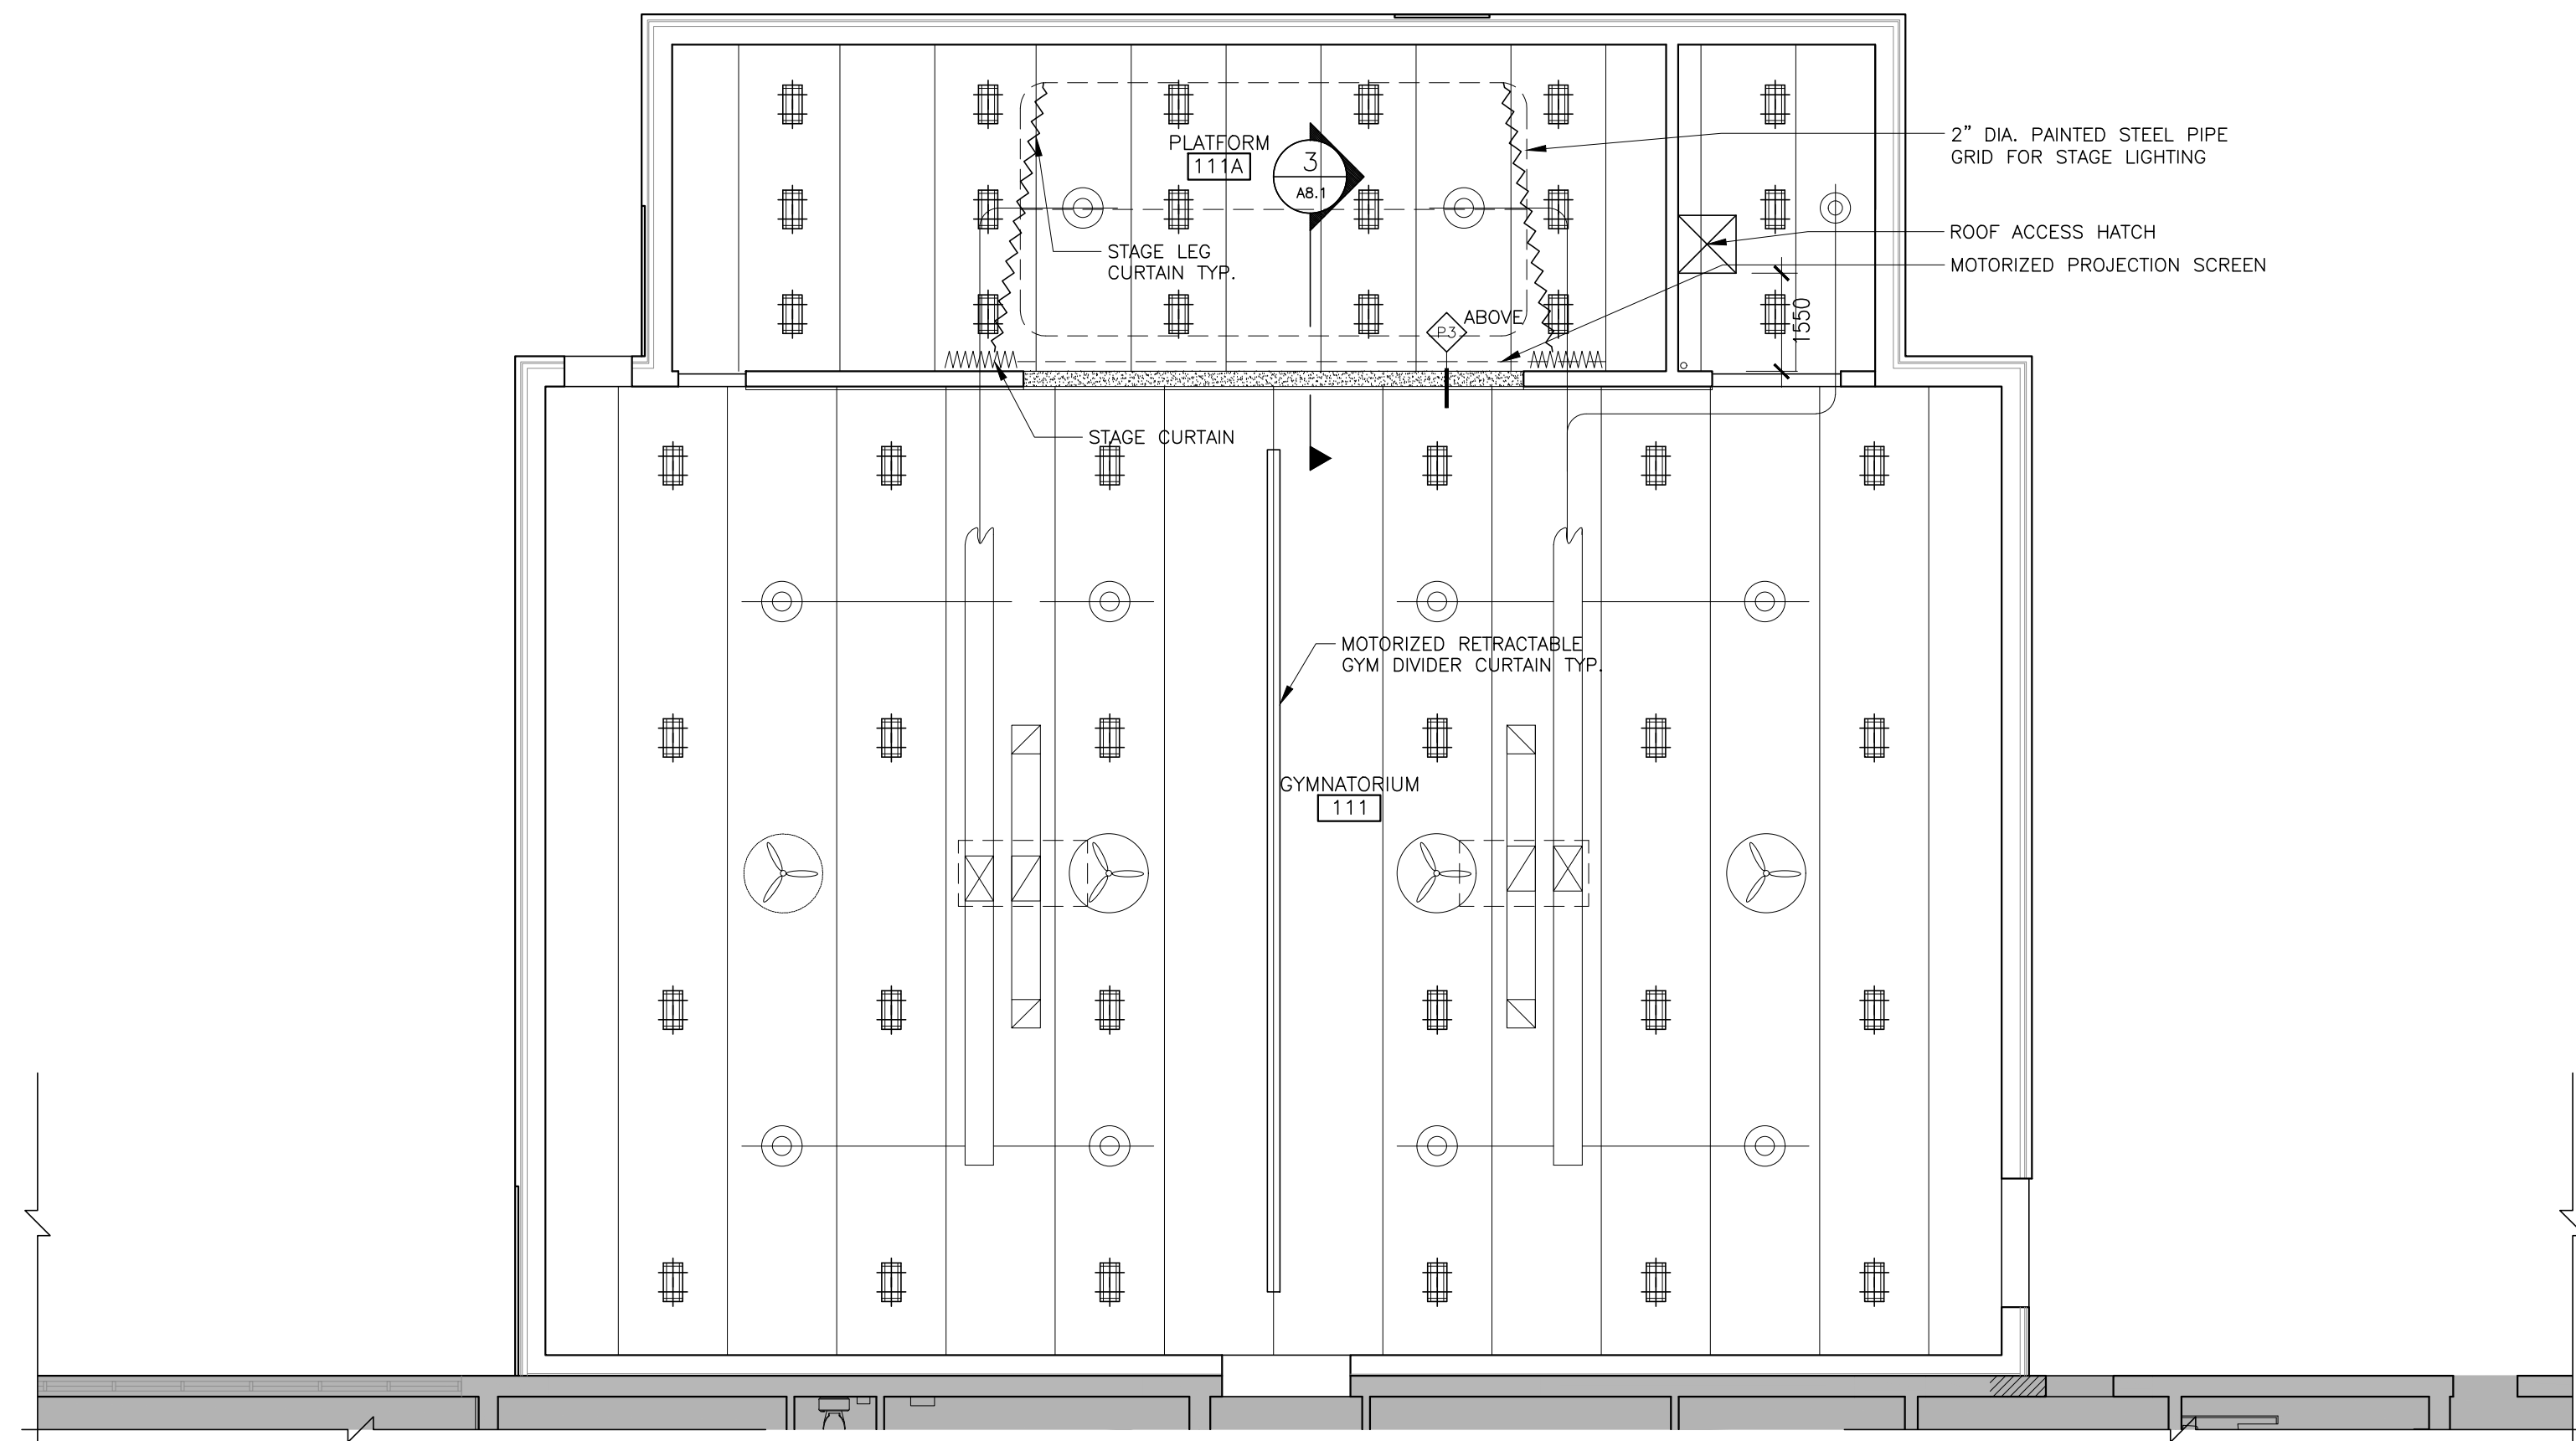 2” DIA. PAINTED STEEL PIPE
GRID FOR STAGE LIGHTING
PLATFORM
111A
3
A8.1
ROOF ACCESS HATCH
STAGE LEG
CURTAIN TYP.
MOTORIZED PROJECTION SCREEN
1550
P3
ABOVE
STAGE CURTAIN
MOTORIZED RETRACTABLE
GYM DIVIDER CURTAIN TYP.
GYMNATORIUM
111